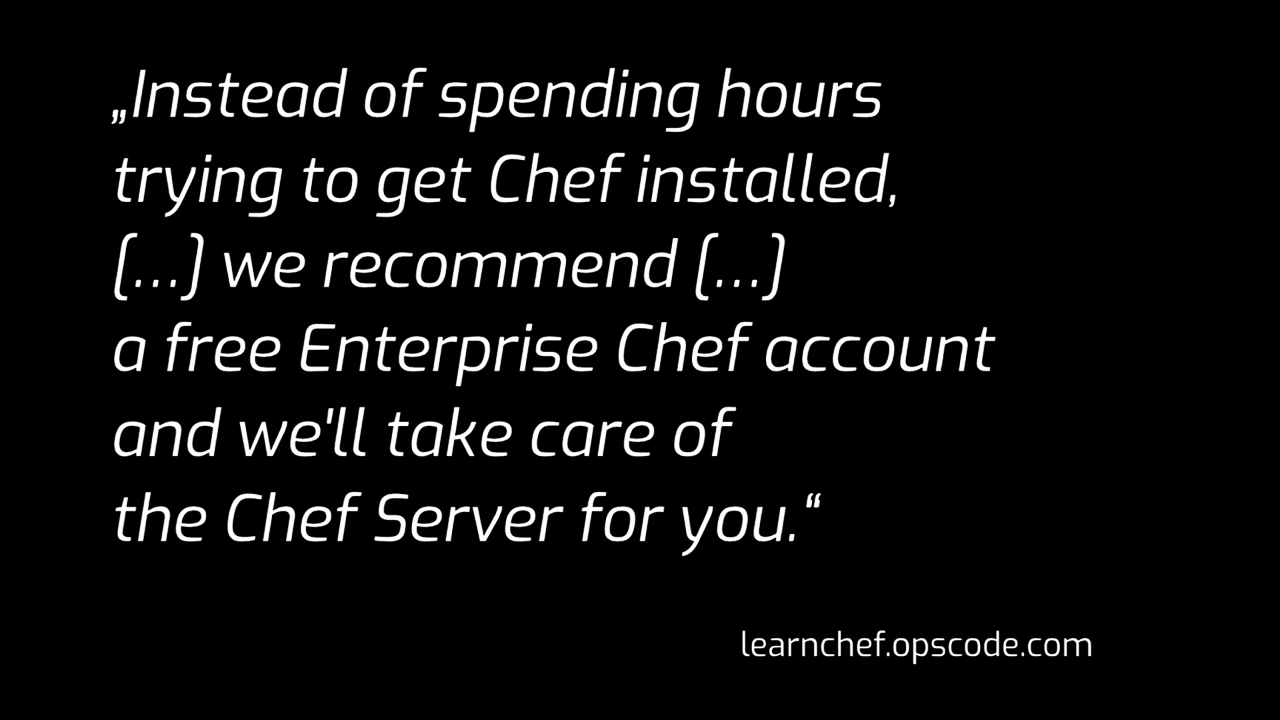 „Instead of spending hours
trying to get Chef installed,
[...] we recommend [...]
a free Enterprise Chef account
and we'll take care of
the Chef Server for you.“
learnchef.opscode.com